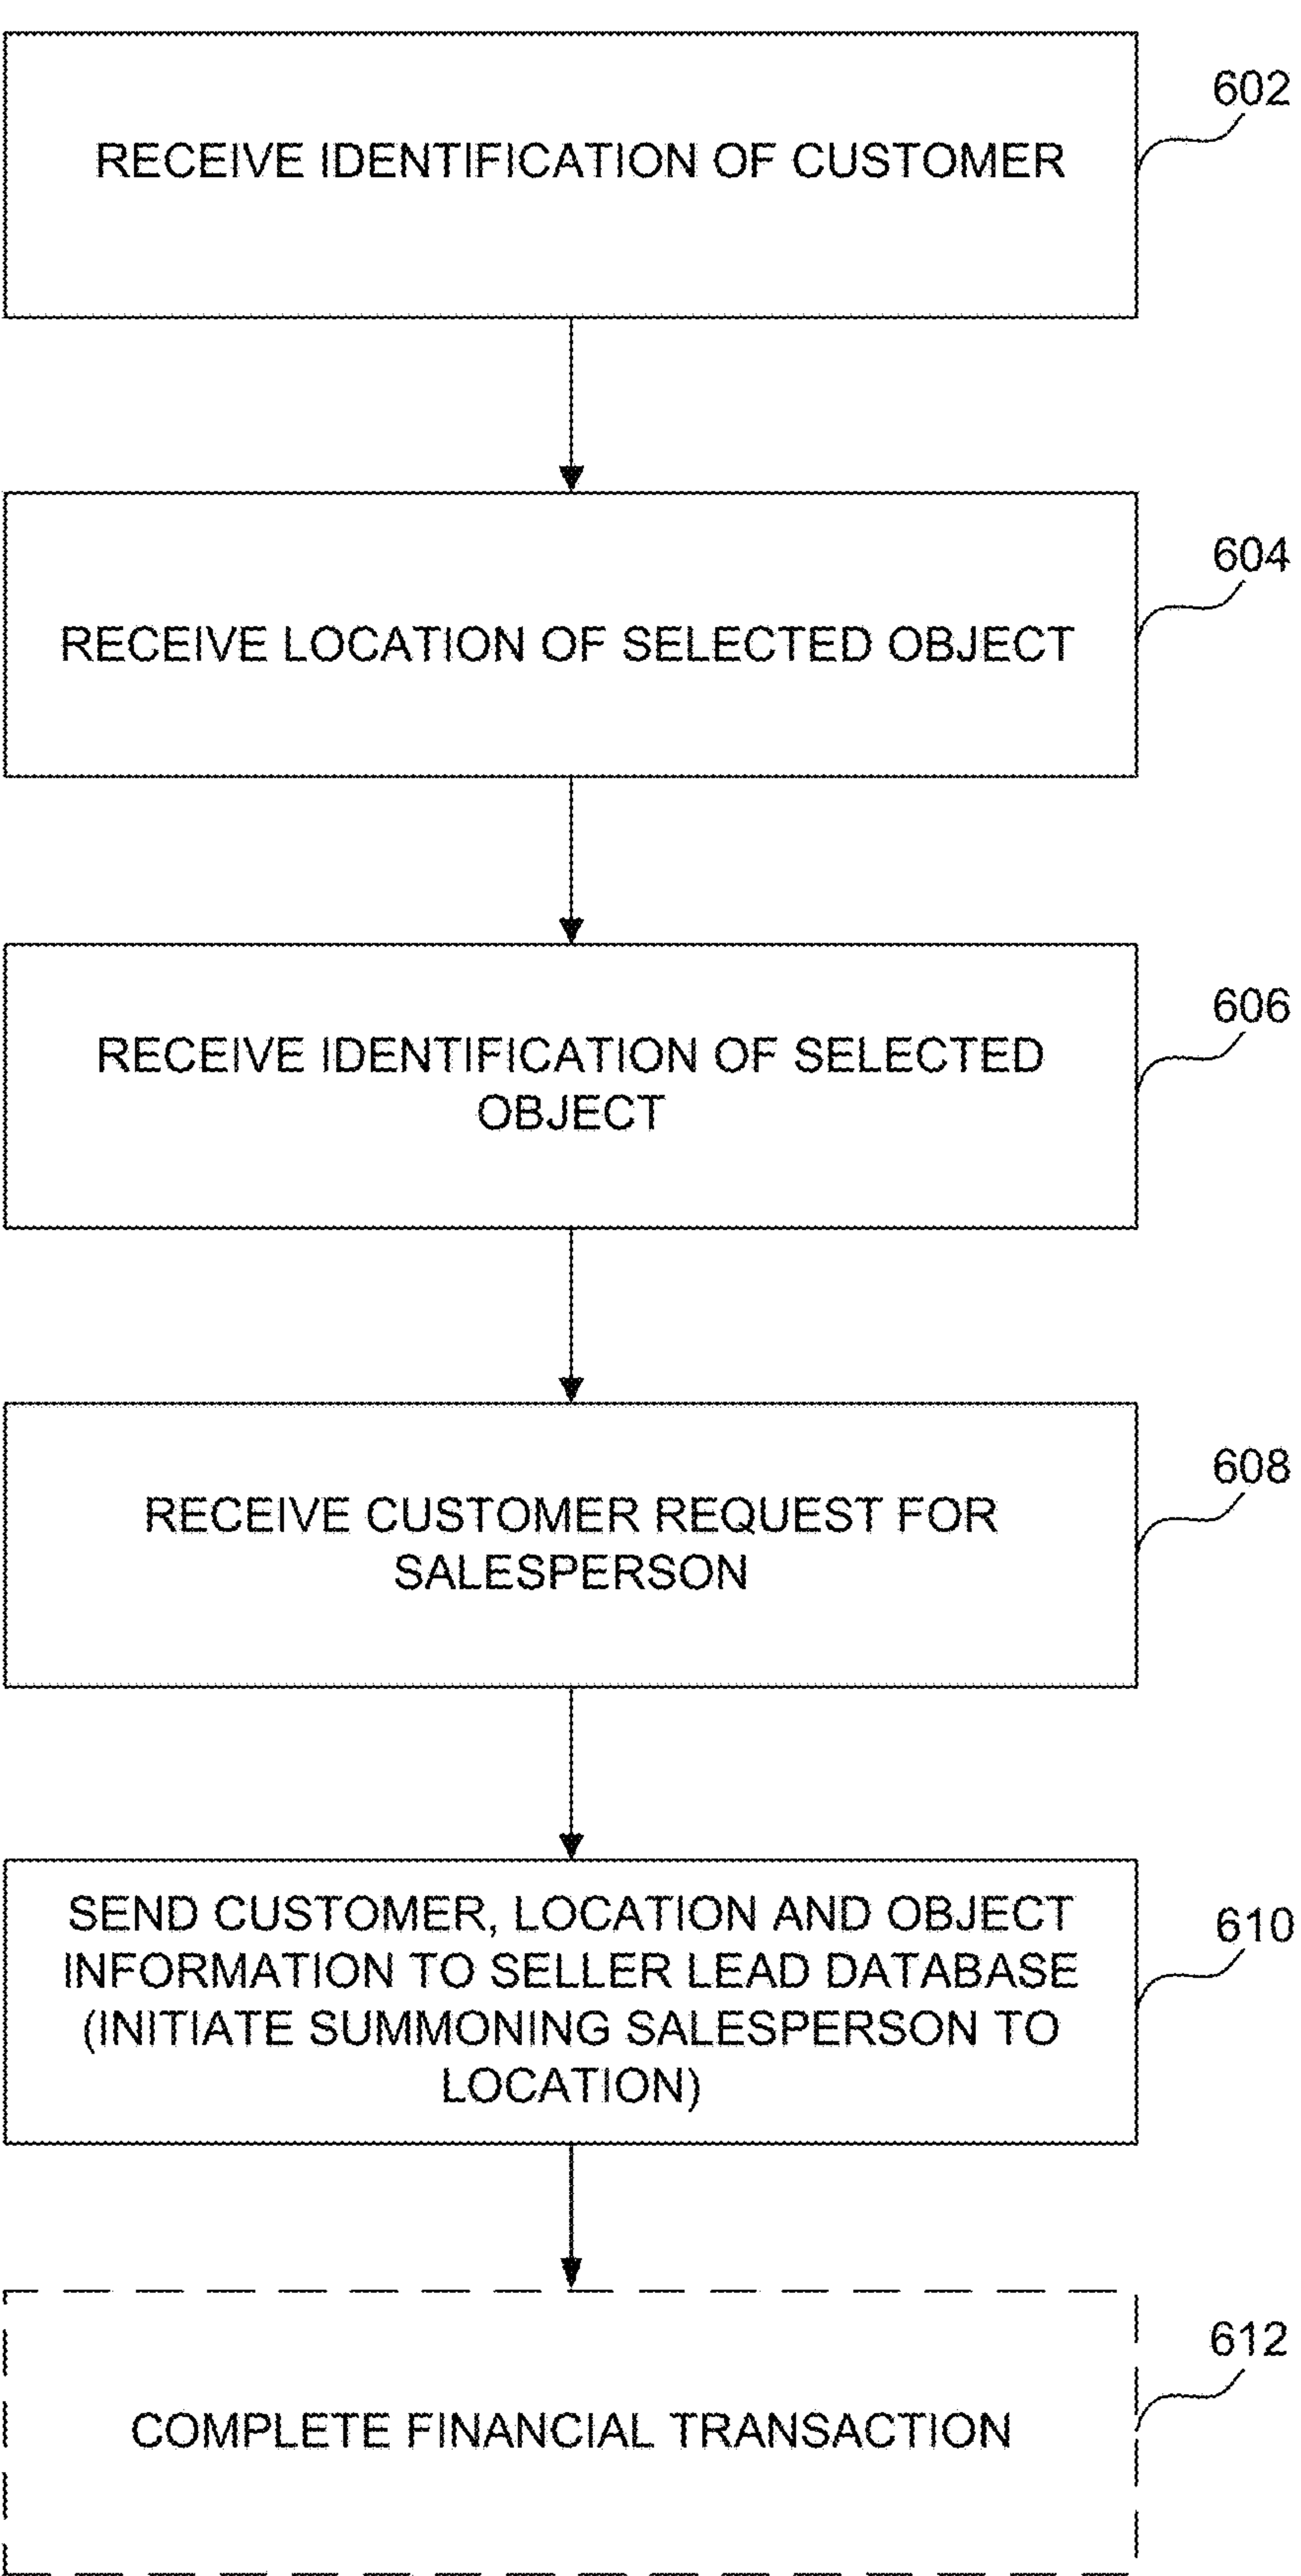 602
RECEIVE IDENTIFICATION OF CUSTOMER
604
RECEIVE LOCATION OF SELECTED OBJECT
606
RECEIVE IDENTIFICATION OF SELECTED
OBJECT
608
RECEIVE CUSTOMER REQUEST FOR
SALESPERSON
610
SEND CUSTOMER, LOCATION AND OBJECT
INFORMATION TO SELLER LEAD DATABASE
(INITIATE SUMMONING SALESPERSON TO
LOCATION)
612
COMPLETE FINANCIAL TRANSACTION